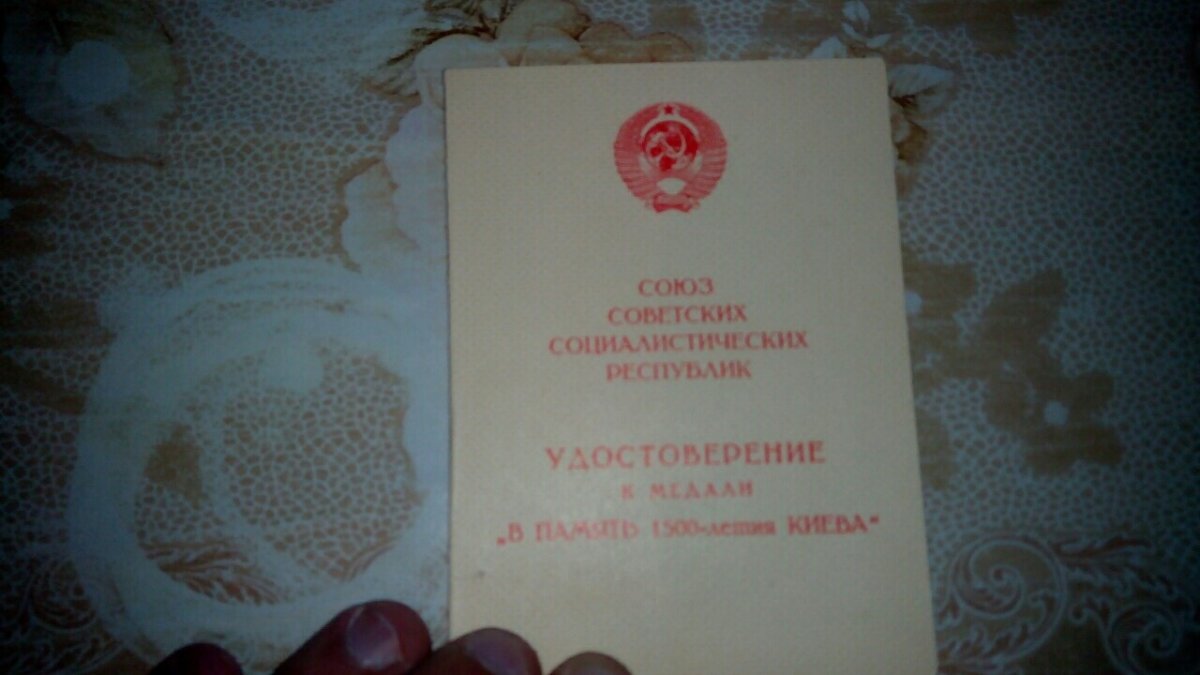 СОЮЗ
СОВЕТСКИХ
СОЦИАЛИСТИЧЕСКИХ
РЕСПУБЛИК
УДОСТОВЕРЕНИЕ
К МЕДАЛИ
„В ПАМЯТЬ 1500-летия КИЕВА"